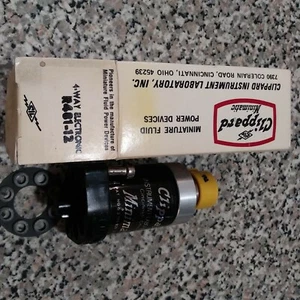 Clippard
Minimatic
MINIATURE FLUID
POWER DEVICES
CLIPPARD INSTRUMENT LABORATORY, INC.
7390 COLERAIN ROAD, CINCINNATI, OHIO 45239
Pioneers in the manufacture of
Miniature Fluid Power Devices
4-WAY ELECTRONIC
R481-12
Minimatic